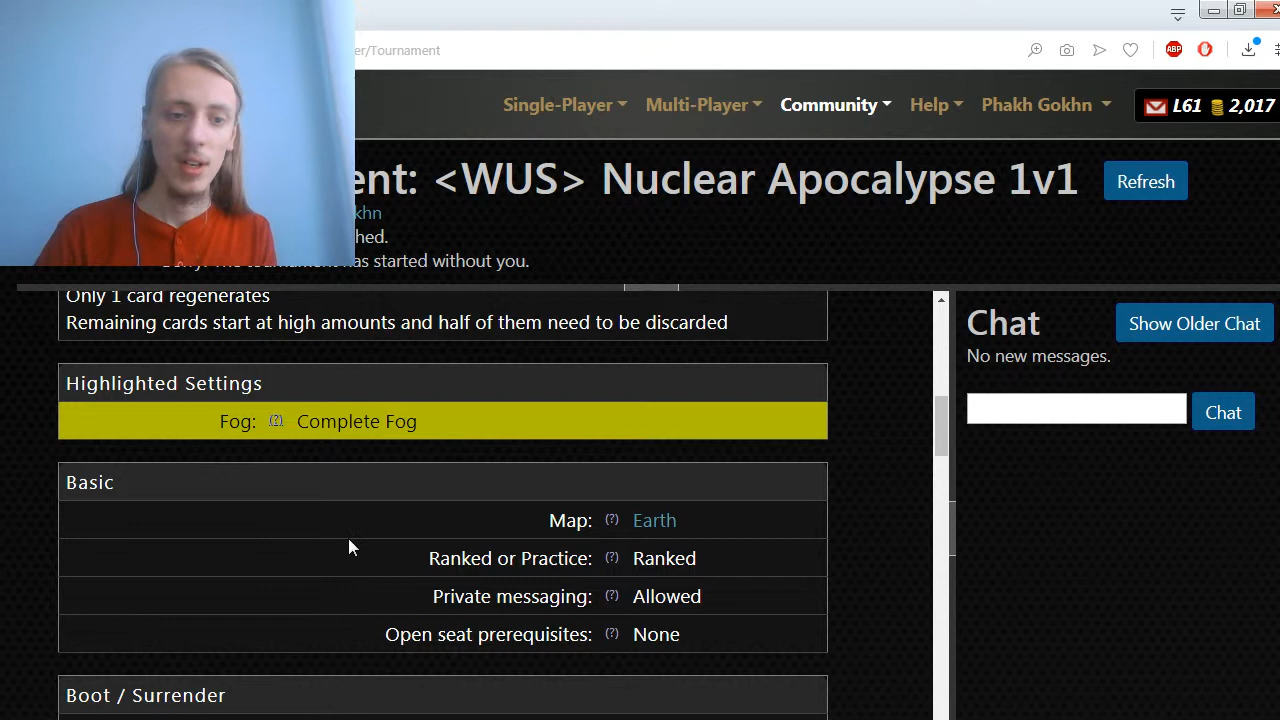 er/Tournament
ABP
Single-Player Multi-Player Community Help Phakh Gokhn L61 2,017
ent: <WUS> Nuclear Apocalypse 1v1 Refresh
khn
hed.
has started without you.
Only 1 card regenerates
Remaining cards start at high amounts and half of them need to be discarded
Highlighted Settings
Fog: (?) Complete Fog
Basic
Map: (?) Earth
Ranked or Practice: (?) Ranked
Private messaging: (?) Allowed
Open seat prerequisites: (?) None
Boot / Surrender
Chat Show Older Chat
No new messages.
Chat